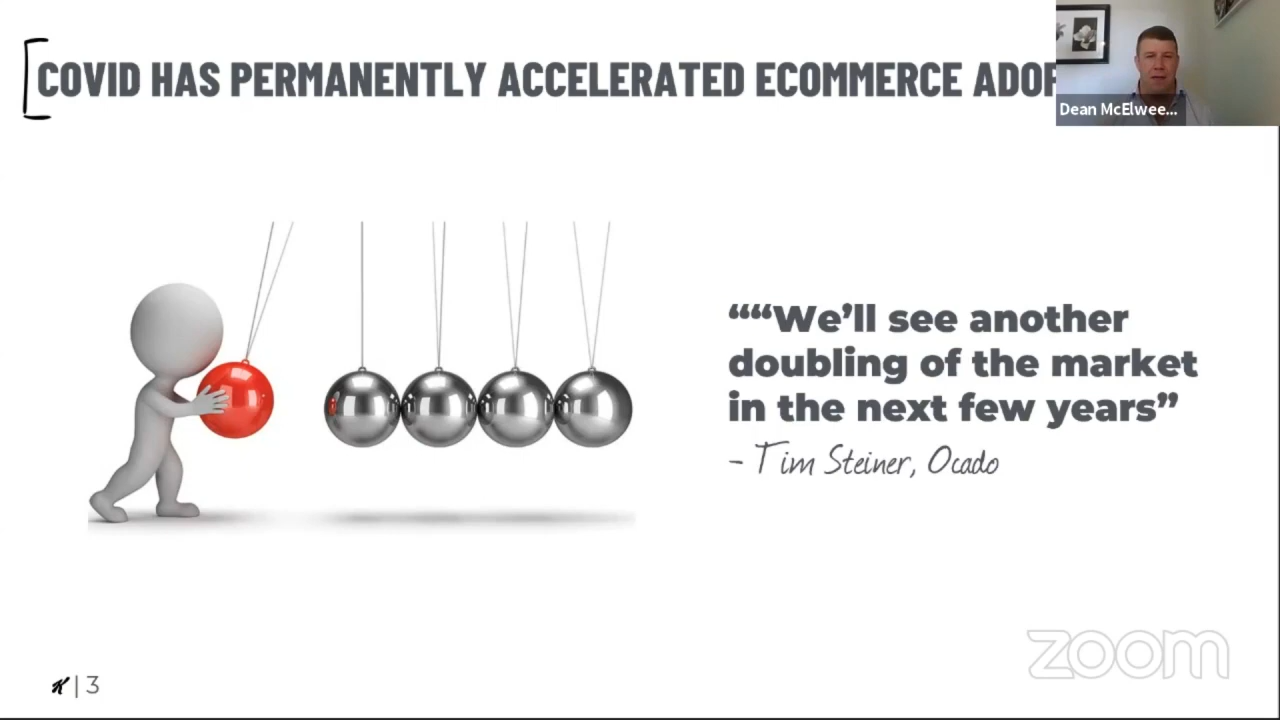 COVID HAS PERMANENTLY ACCELERATED ECOMMERCE
Dean McElwee...
““We’ll see another
doubling of the market
in the next few years”
- Tim Steiner, Ocado
zoom
K | 3